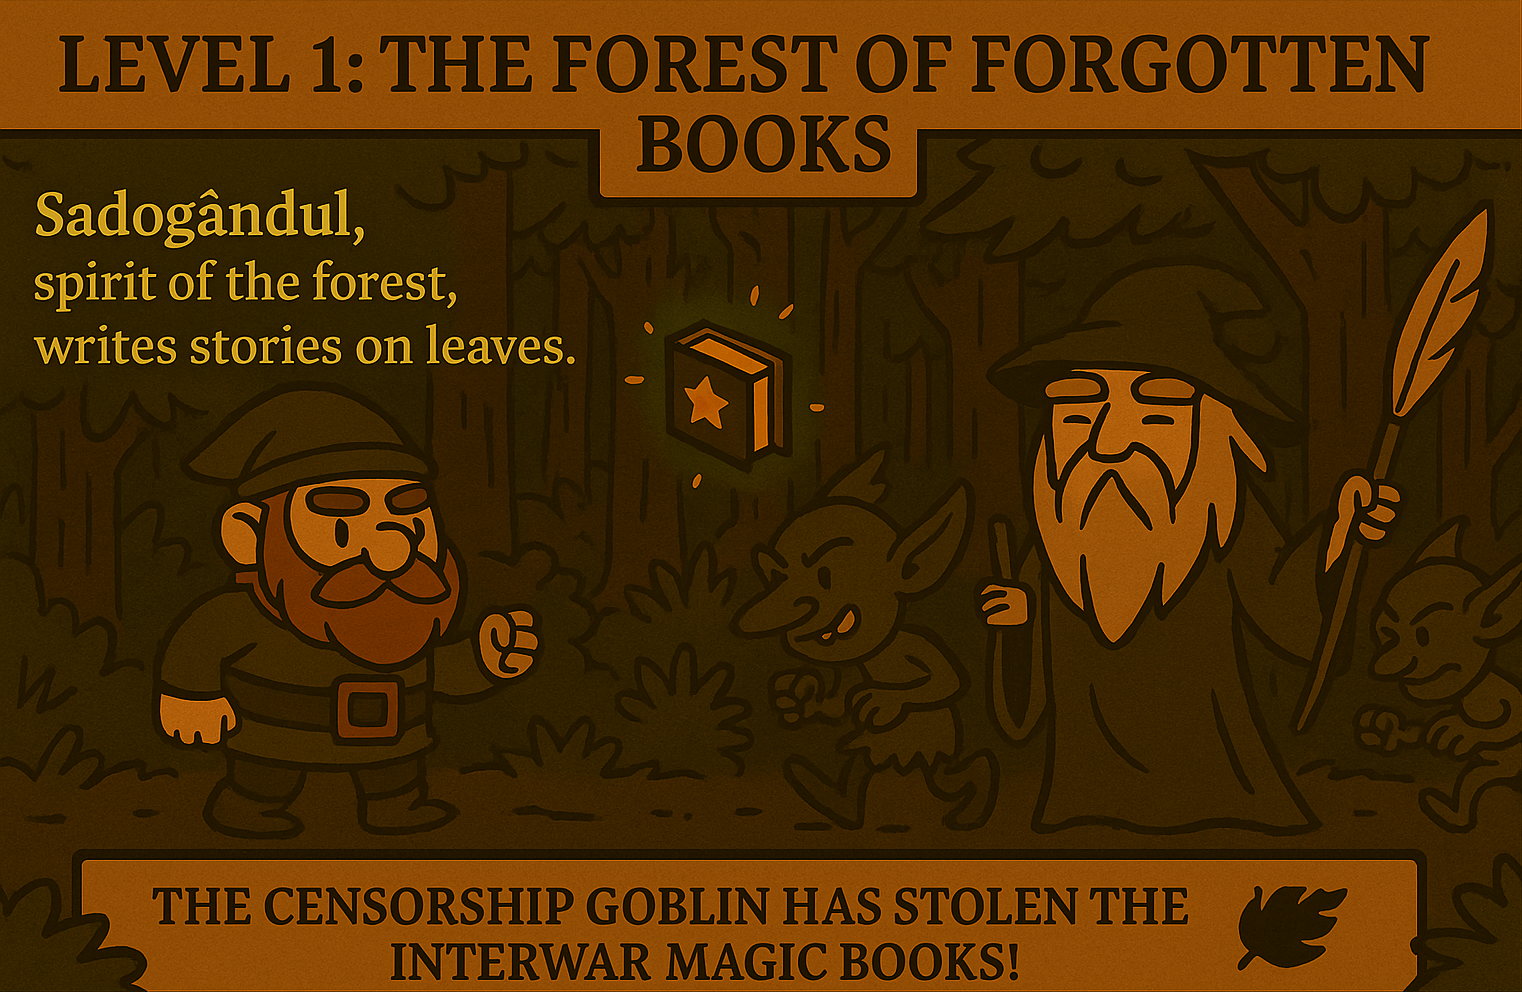 LEVEL 1: THE FOREST OF FORGOTTEN
BOOKS
Sadogândul,
spirit of the forest,
writes stories on leaves.
THE CENSORSHIP GOBLIN HAS STOLEN THE
INTERWAR MAGIC BOOKS!